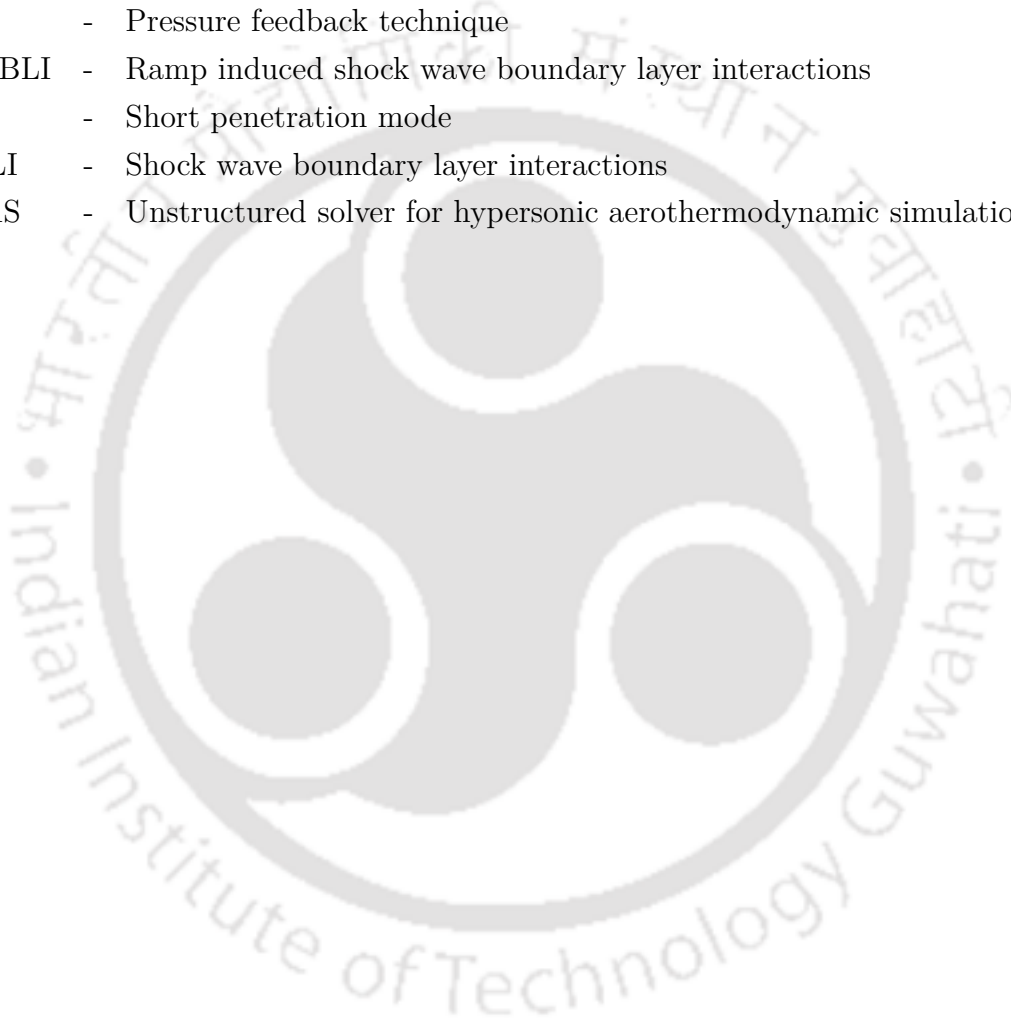 - Pressure feedback technique
BLI - Ramp induced shock wave boundary layer interactions
- Short penetration mode
LI - Shock wave boundary layer interactions
S - Unstructured solver for hypersonic aerothermodynamic simulatio
भारतीय प्रौद्योगिकी संस्थान गुवाहाटी
• Indian Institute of Technology Guwahati •